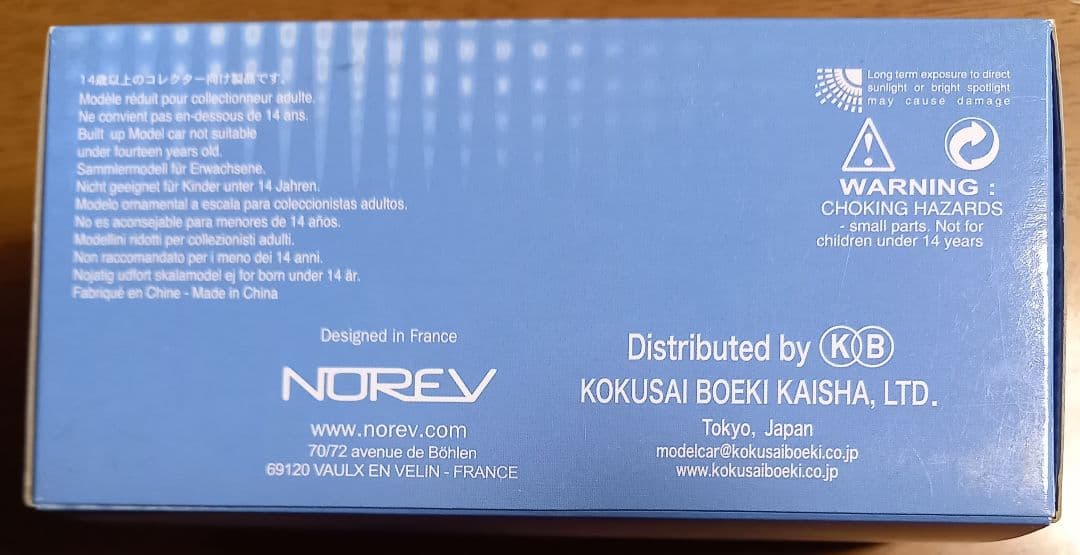 14歳以上のコレクター向け製品です。
Modèle réduit pour collectionneur adulte.
Ne convient pas en-dessous de 14 ans.
Built up Model car not suitable
under fourteen years old.
Sammlermodell für Erwachsene.
Nicht geeignet für Kinder unter 14 Jahren.
Modelo ornamental a escala para coleccionistas adultos.
No es aconsejable para menores de 14 años.
Modellini ridotti per collezionisti adulti.
Non raccomandato per i meno dei 14 anni.
Nojatig udfort skalamodel ej for born under 14 år.
Fabriqué en Chine - Made in China
Long term exposure to direct
sunlight or bright spotlight
may cause damage
WARNING :
CHOKING HAZARDS
- small parts. Not for
children under 14 years
Designed in France
NOREV
www.norev.com
70/72 avenue de Böhlen
69120 VAULX EN VELIN - FRANCE
Distributed by KB
KOKUSAI BOEKI KAISHA, LTD.
Tokyo, Japan
modelcar@kokusaiboeki.co.jp
www.kokusaiboeki.co.jp